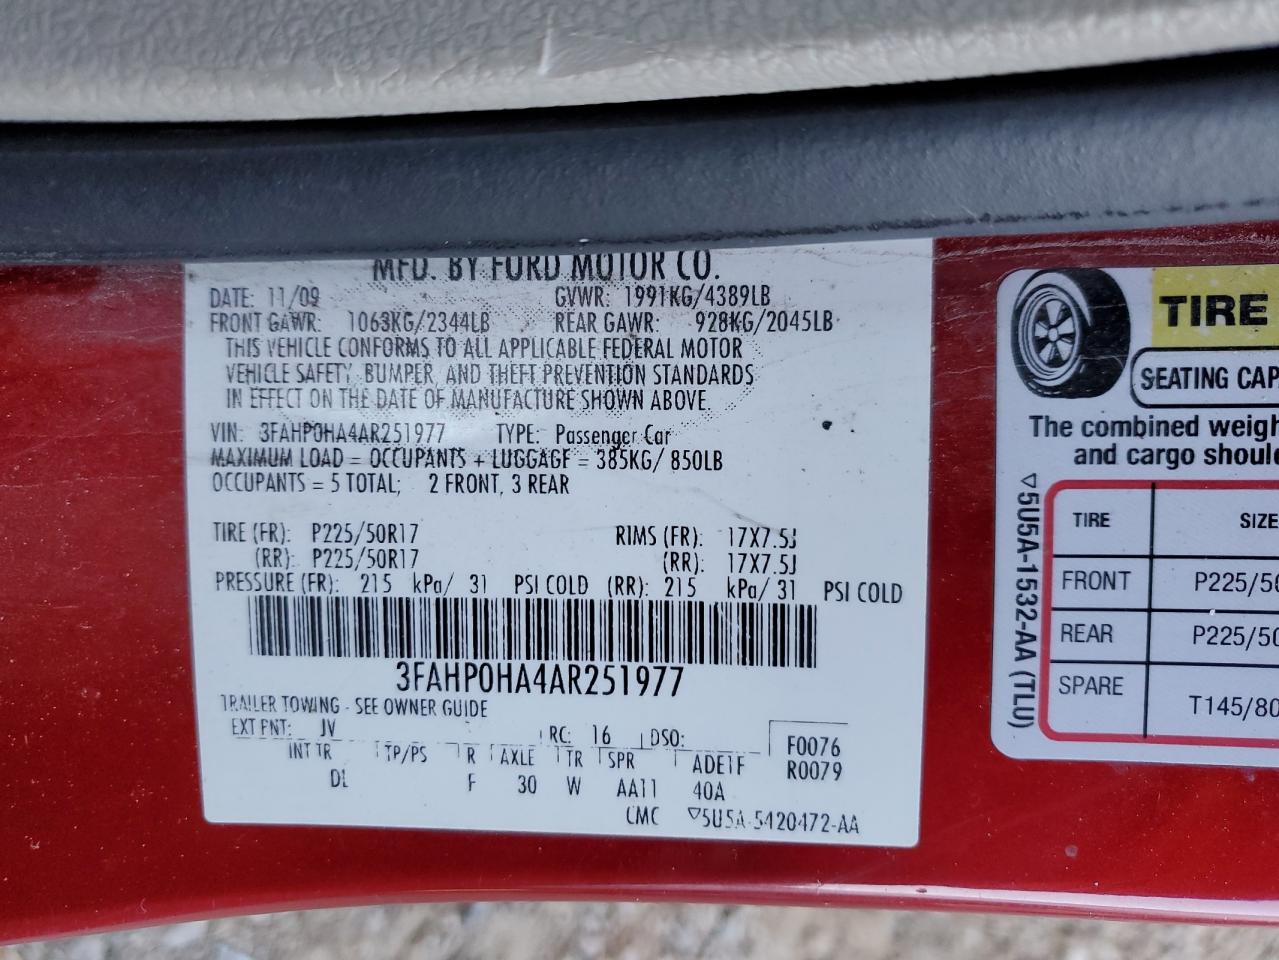 MFD. BY FORD MOTOR CO.
DATE: 11/09 GVWR: 1991KG/4389LB
FRONT GAWR: 1063KG/2344LB REAR GAWR: 928KG/2045LB
THIS VEHICLE CONFORMS TO ALL APPLICABLE FEDERAL MOTOR
VEHICLE SAFETY, BUMPER, AND THEFT PREVENTION STANDARDS
IN EFFECT ON THE DATE OF MANUFACTURE SHOWN ABOVE.
VIN: 3FAHP0HA4AR251977 TYPE: Passenger Car
MAXIMUM LOAD = OCCUPANTS + LUGGAGE = 385KG/ 850LB
OCCUPANTS = 5 TOTAL; 2 FRONT, 3 REAR
TIRE (FR): P225/50R17 RIMS (FR): 17X7.5J
(RR): P225/50R17 (RR): 17X7.5J
PRESSURE (FR): 215 kPa/ 31 PSI COLD (RR): 215 kPa/ 31 PSI COLD
3FAHP0HA4AR251977
TRAILER TOWING - SEE OWNER GUIDE
EXT PNT: JV RC: 16 DSO: F0076
INT TR TP/PS R AXLE TR SPR ADE1F R0079
DL F 30 W AA11 40A
CMC ▽5U5A-5420472-AA
TIRE
SEATING CAP
The combined weigh
and cargo shoul
▽5U5A-1532-AA (TLU)
TIRE SIZE
FRONT P225/50
REAR P225/50
SPARE T145/80